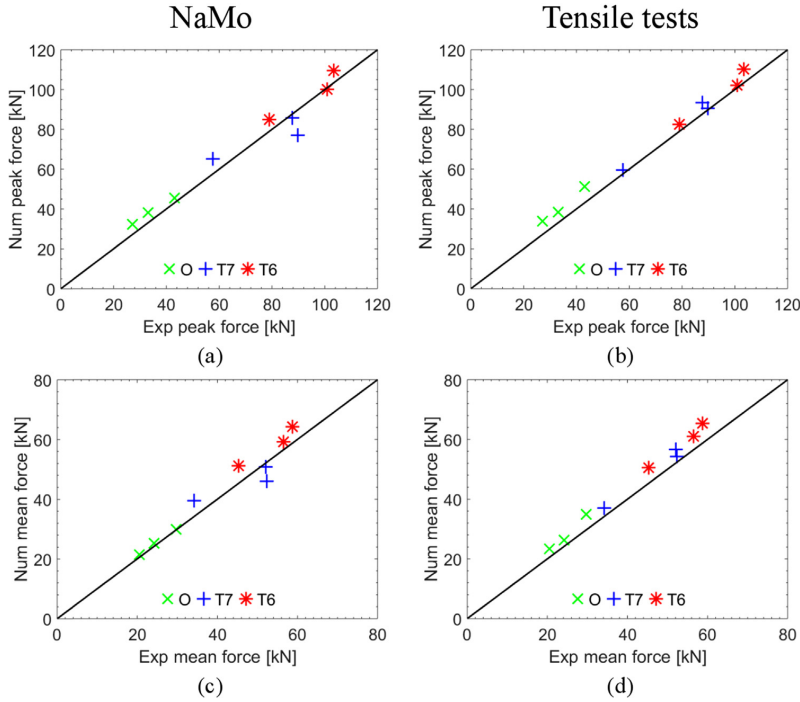 NaMo
Tensile tests
120
100
80
60
40
20
0
Num peak force [kN]
O T7 T6
0 20 40 60 80 100 120
Exp peak force [kN]
(a)
120
100
80
60
40
20
0
Num peak force [kN]
O T7 T6
0 20 40 60 80 100 120
Exp peak force [kN]
(b)
80
60
40
20
0
Num mean force [kN]
O T7 T6
0 20 40 60 80
Exp mean force [kN]
(c)
80
60
40
20
0
Num mean force [kN]
O T7 T6
0 20 40 60 80
Exp mean force [kN]
(d)